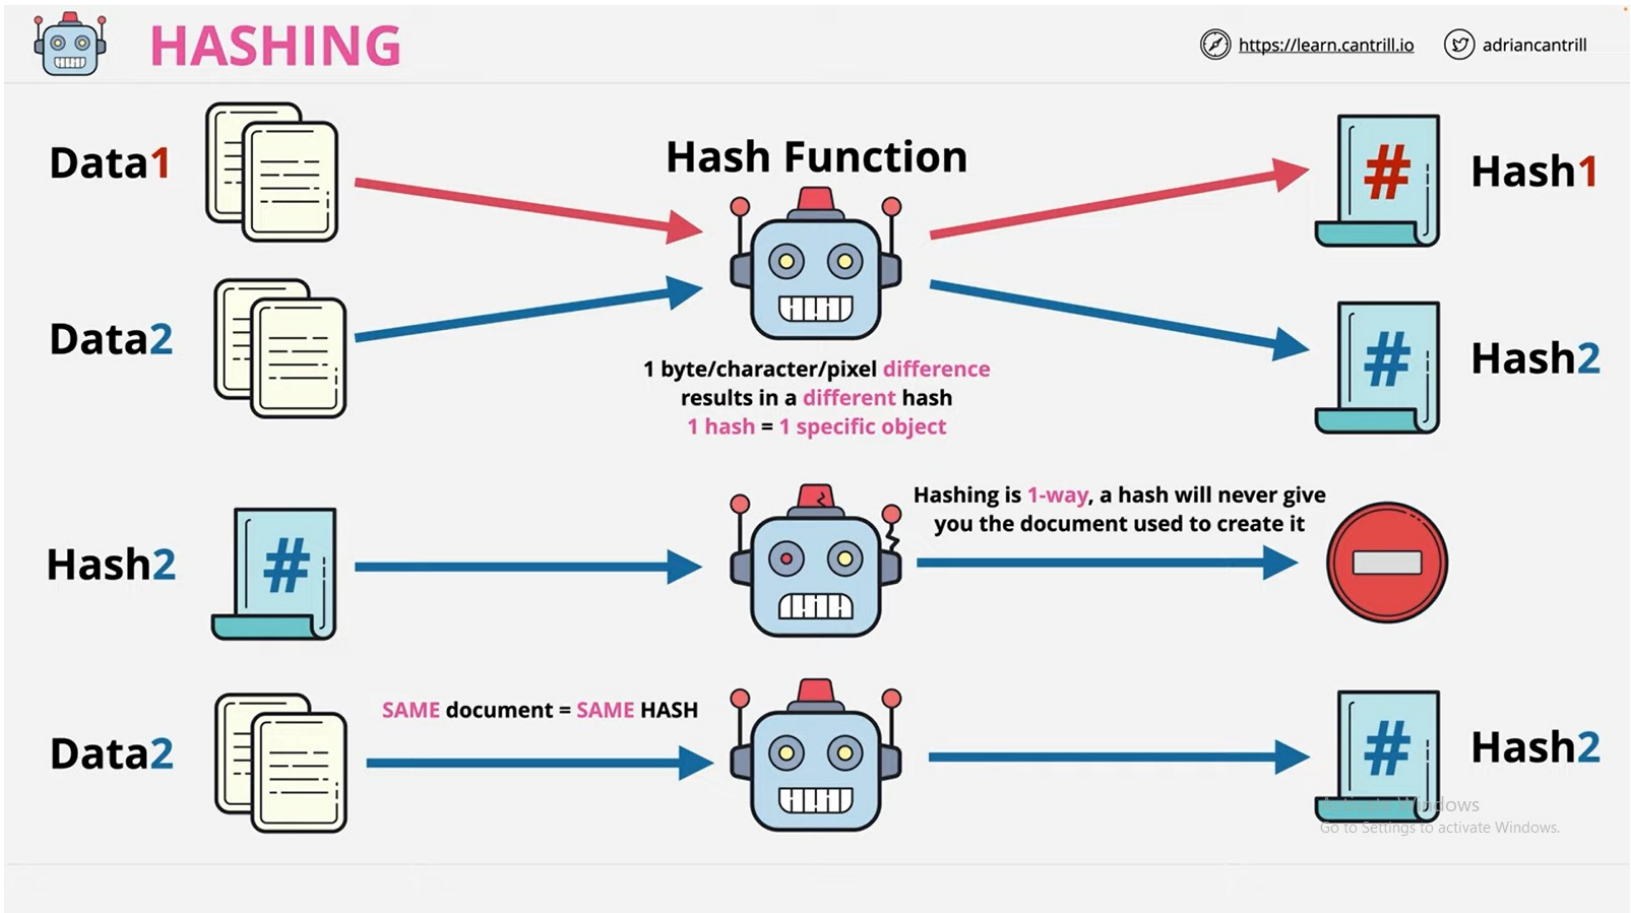 HASHING
https://learn.cantrill.io
adriancantrill
Data1
Hash Function
# Hash1
Data2
# Hash2
1 byte/character/pixel difference
results in a different hash
1 hash = 1 specific object
Hashing is 1-way, a hash will never give
you the document used to create it
Hash2 #
SAME document = SAME HASH
Data2
# Hash2
Activate Windows
Go to Settings to activate Windows.